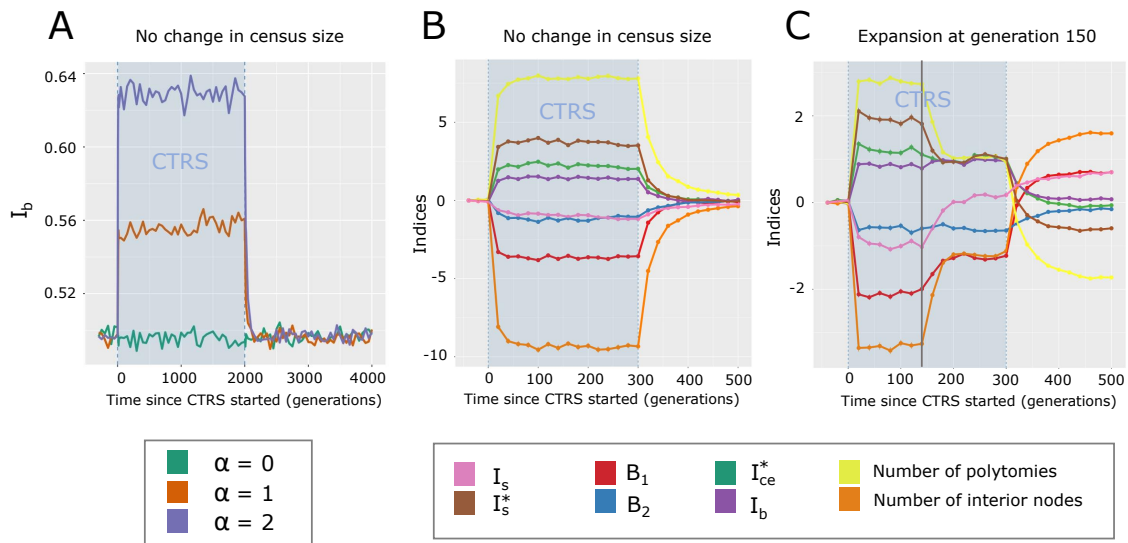 A
No change in census size
B
No change in census size
C
Expansion at generation 150
I_b
0.64
0.60
0.56
0.52
CTRS
0
1000
2000
3000
4000
Time since CTRS started (generations)
Indices
5
0
-5
-10
CTRS
0
100
200
300
400
500
Time since CTRS started (generations)
Indices
2
0
-2
CTRS
0
100
200
300
400
500
Time since CTRS started (generations)
α = 0
α = 1
α = 2
I_s
B_1
I*_ce
Number of polytomies
I*_s
B_2
I_b
Number of interior nodes